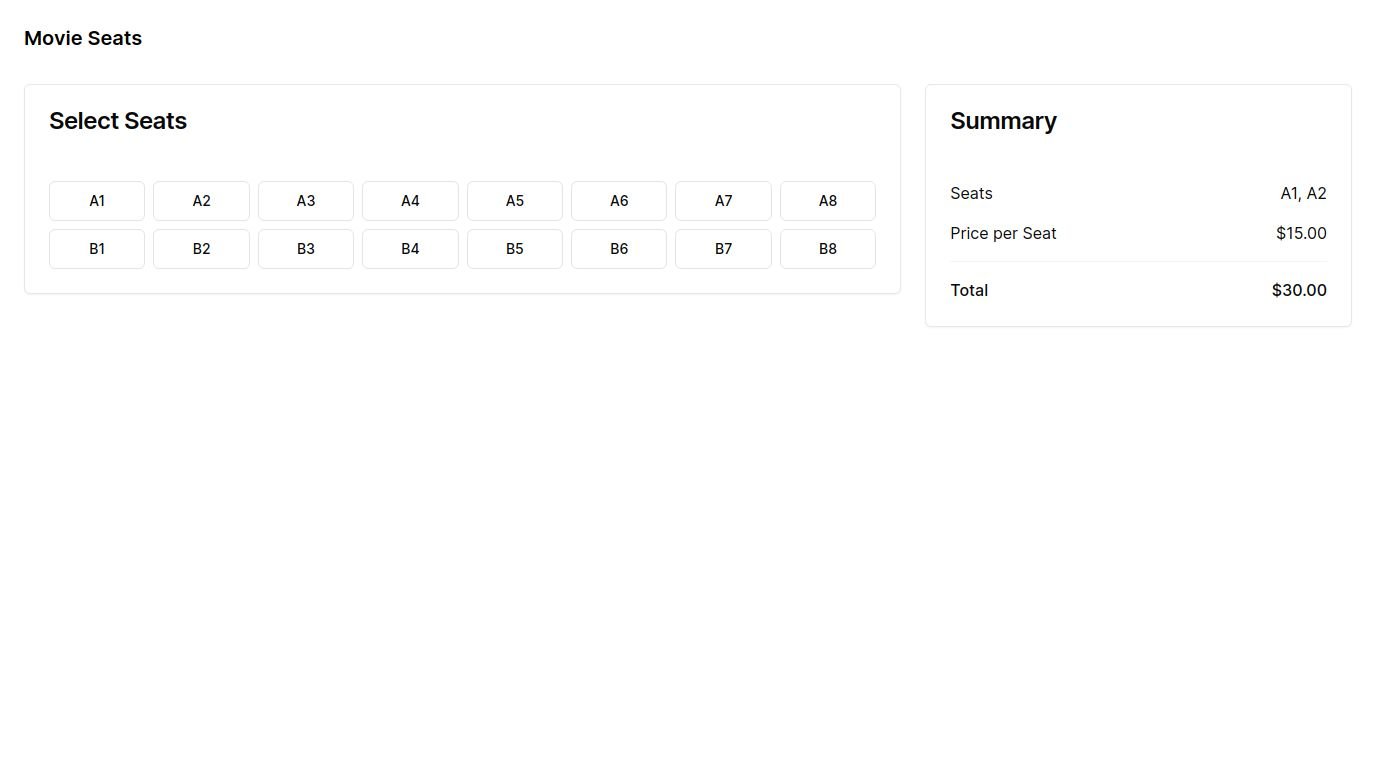 Movie Seats
Select Seats
A1 A2 A3 A4 A5 A6 A7 A8
B1 B2 B3 B4 B5 B6 B7 B8
Summary
Seats A1, A2
Price per Seat $15.00
Total $30.00